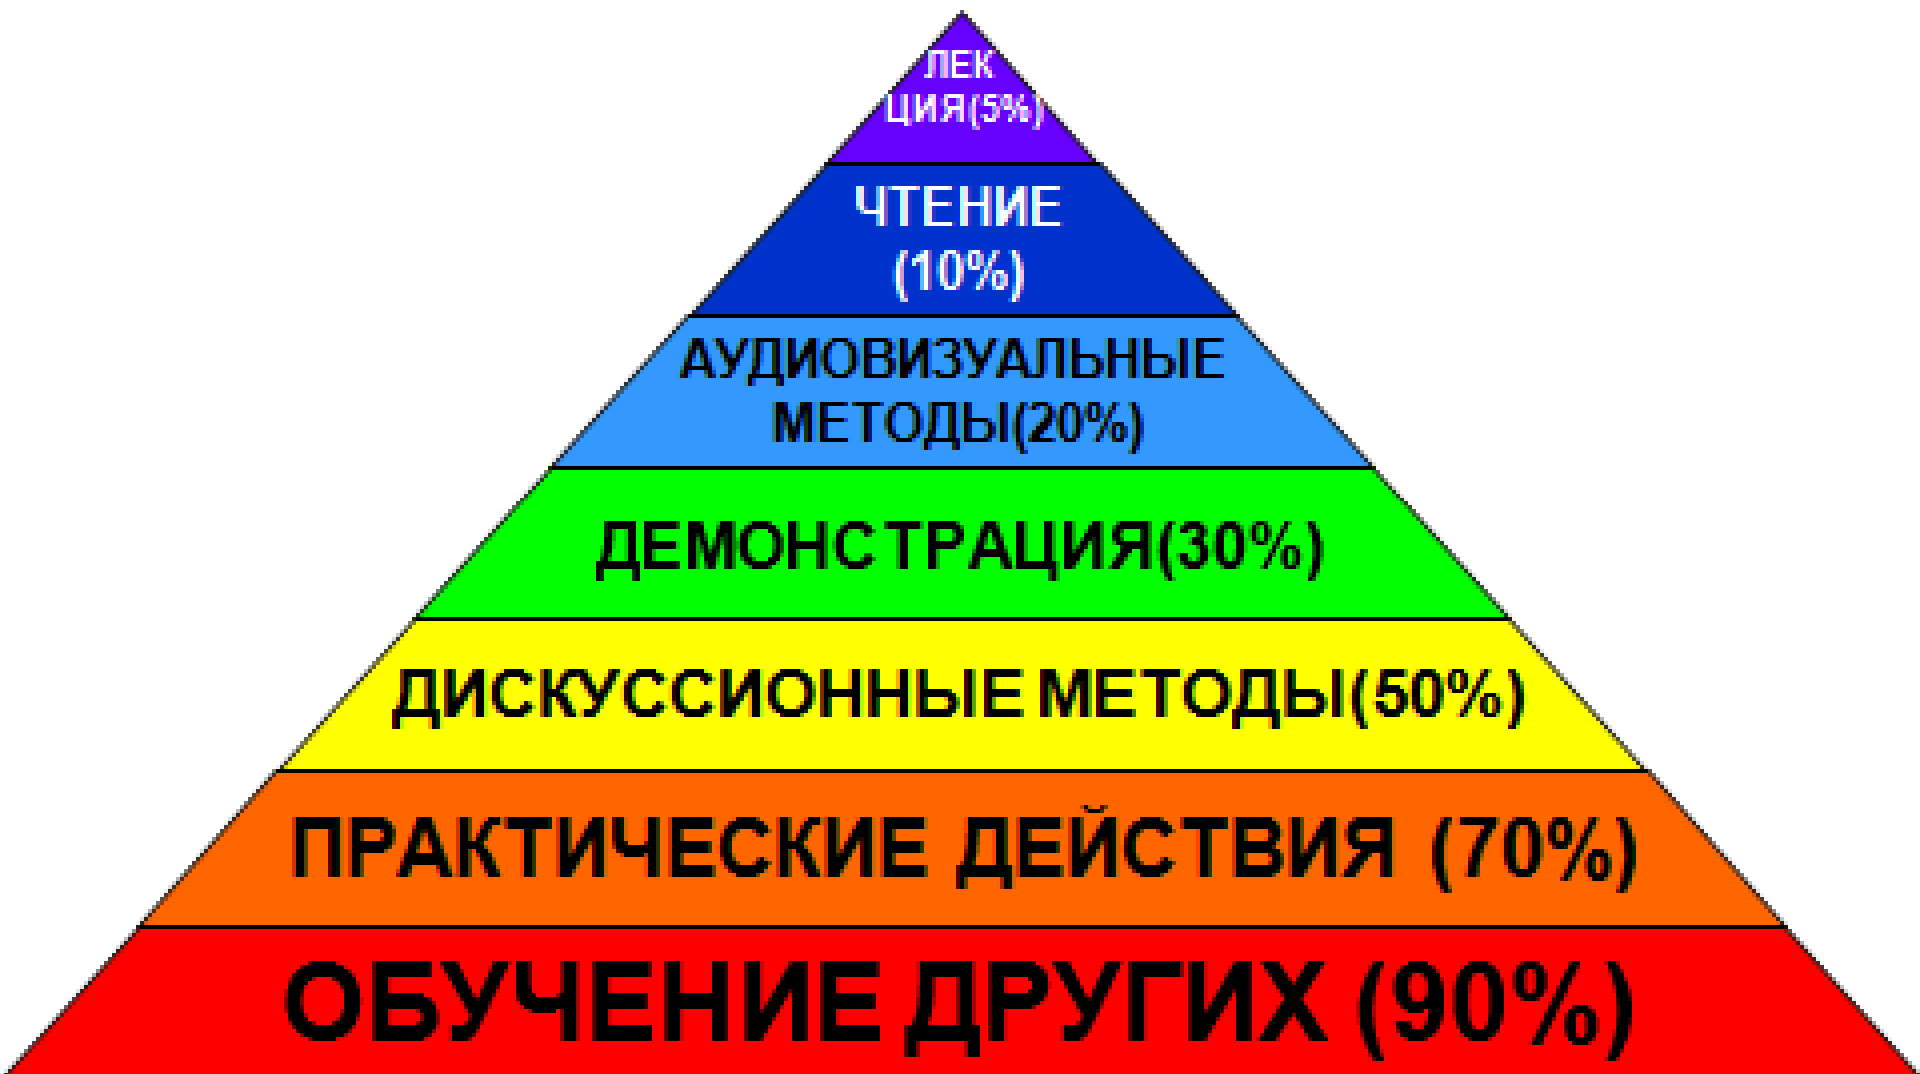 ЛЕК
ЦИЯ(5%)
ЧТЕНИЕ
(10%)
АУДИОВИЗУАЛЬНЫЕ
МЕТОДЫ(20%)
ДЕМОНСТРАЦИЯ(30%)
ДИСКУССИОННЫЕ МЕТОДЫ(50%)
ПРАКТИЧЕСКИЕ ДЕЙСТВИЯ (70%)
ОБУЧЕНИЕ ДРУГИХ (90%)